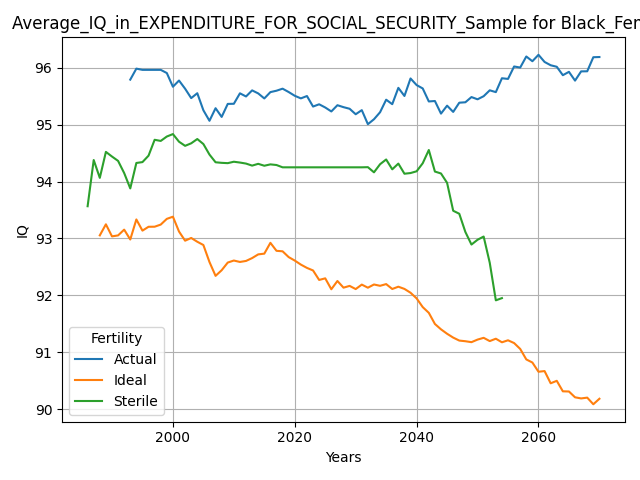 Average_IQ_in_EXPENDITURE_FOR_SOCIAL_SECURITY_Sample for Black_Fem
IQ
96
95
94
93
92
91
90
Fertility
Actual
Ideal
Sterile
2000 2020 2040 2060
Years